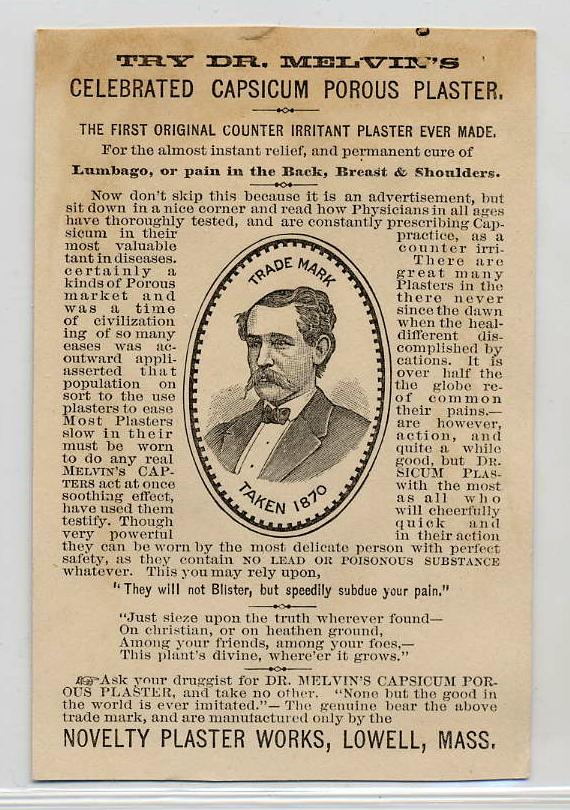 TRY DR. MELVIN'S
CELEBRATED CAPSICUM POROUS PLASTER.
THE FIRST ORIGINAL COUNTER IRRITANT PLASTER EVER MADE.
For the almost instant relief, and permanent cure of
Lumbago, or pain in the Back, Breast & Shoulders.
Now don't skip this because it is an advertisement, but
sit down in a nice corner and read how Physicians in all ages
have thoroughly tested, and are constantly prescribing Cap-
sicum in their practice, as a
most valuable counter irri-
tant in diseases. There are
certainly a great many
kinds of Porous Plasters in the
market and there never
was a time since the dawn
of civilization when the heal-
ing of so many different dis-
eases was ac- complished by
outward appli- cations. It is
asserted that over half the
population on the globe re-
sort to the use of common
plasters to ease their pains.—
Most Plasters are however,
slow in their action, and
must be worn quite a while
to do any real good, but DR.
MELVIN'S CAP- SICUM PLAS-
TERS act at once with the most
soothing effect, as all who
have used them will cheerfully
testify. Though quick and
very powerful in their action
they can be worn by the most delicate person with perfect
safety, as they contain NO LEAD OR POISONOUS SUBSTANCE
whatever. This you may rely upon,
"They will not Blister, but speedily subdue your pain."
TRADE MARK
TAKEN 1870
"Just sieze upon the truth wherever found—
On christian, or on heathen ground,
Among your friends, among your foes,—
This plant's divine, where'er it grows."
☞Ask your druggist for DR. MELVIN'S CAPSICUM POR-
OUS PLASTER, and take no other. "None but the good in
the world is ever imitated."—The genuine bear the above
trade mark, and are manufactured only by the
NOVELTY PLASTER WORKS, LOWELL, MASS.